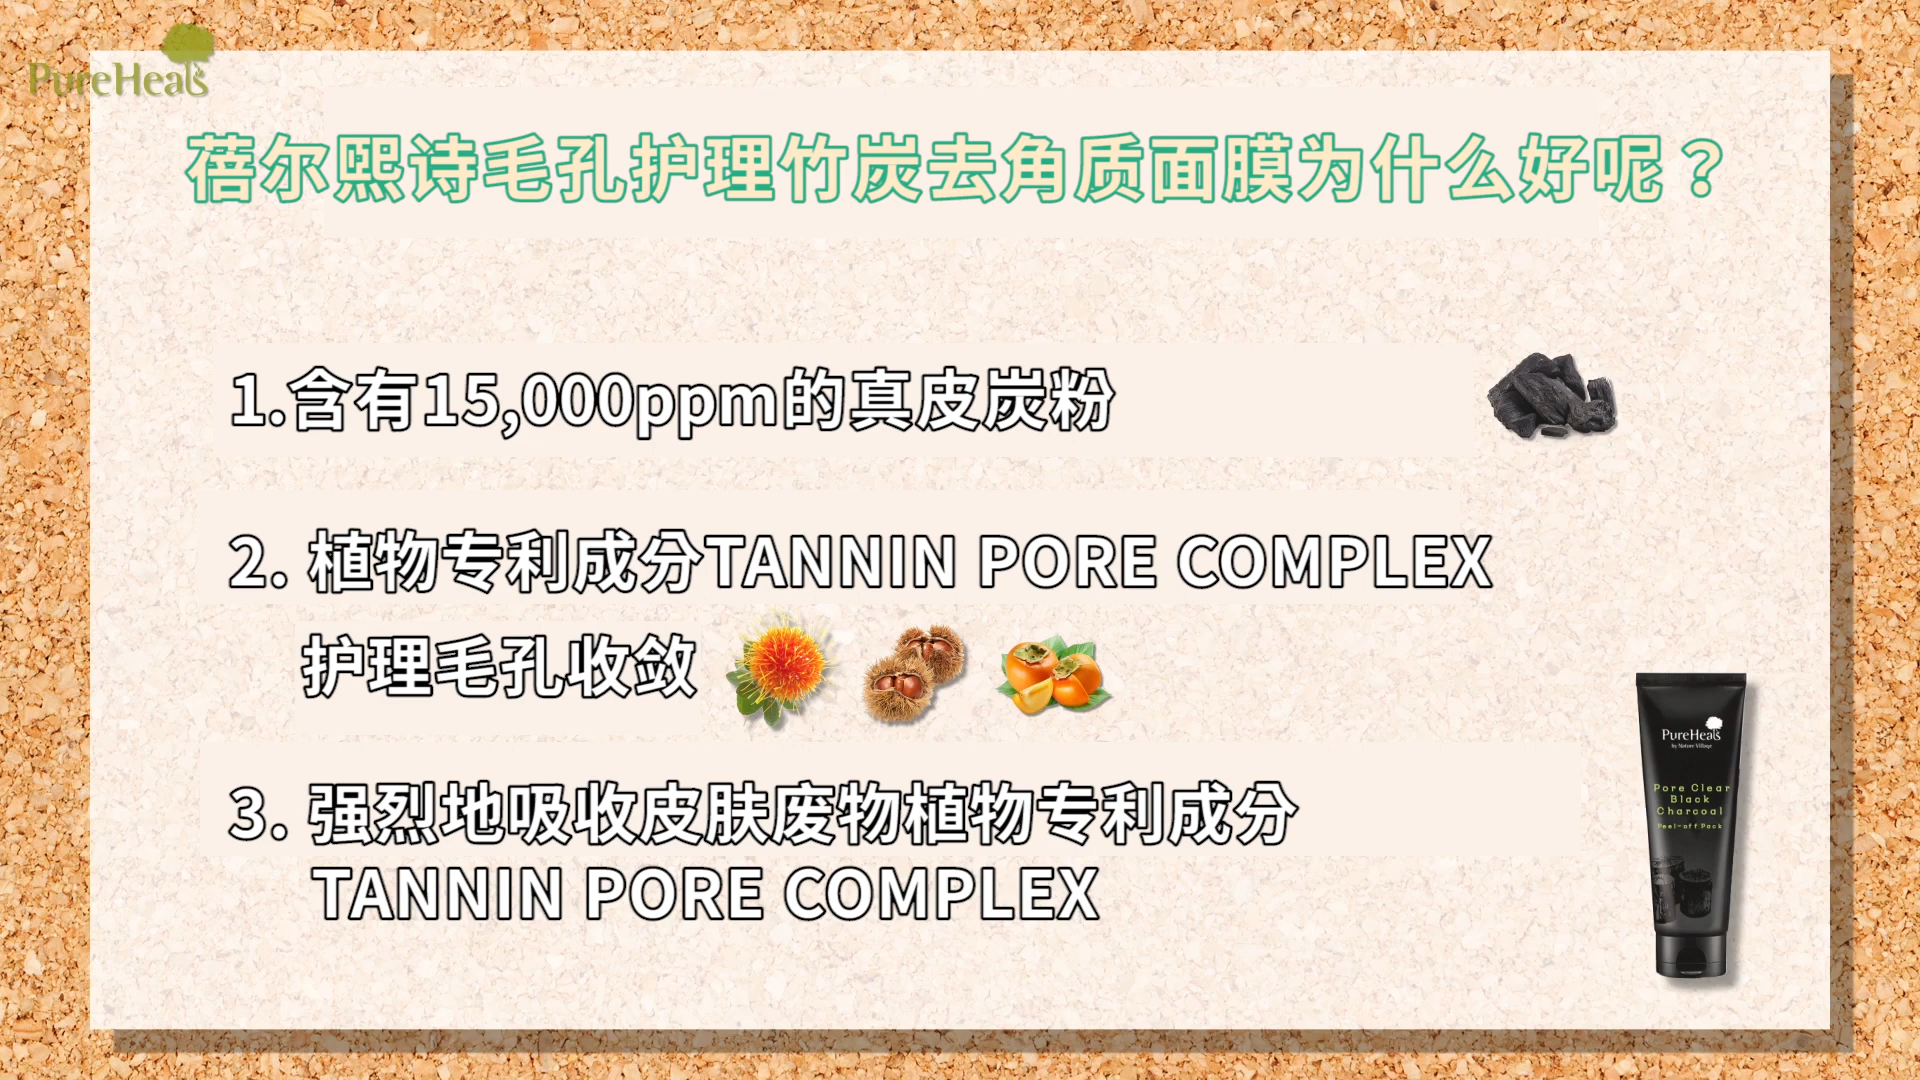 PureHeals
蓓尔熙诗毛孔护理竹炭去角质面膜为什么好呢？
1.含有15,000ppm的真皮炭粉
2. 植物专利成分TANNIN PORE COMPLEX
护理毛孔收敛
3. 强烈地吸收皮肤废物植物专利成分
TANNIN PORE COMPLEX
PureHeals
by Nature Village
Pore Clear
Black
Charcoal
Peel-off Pack